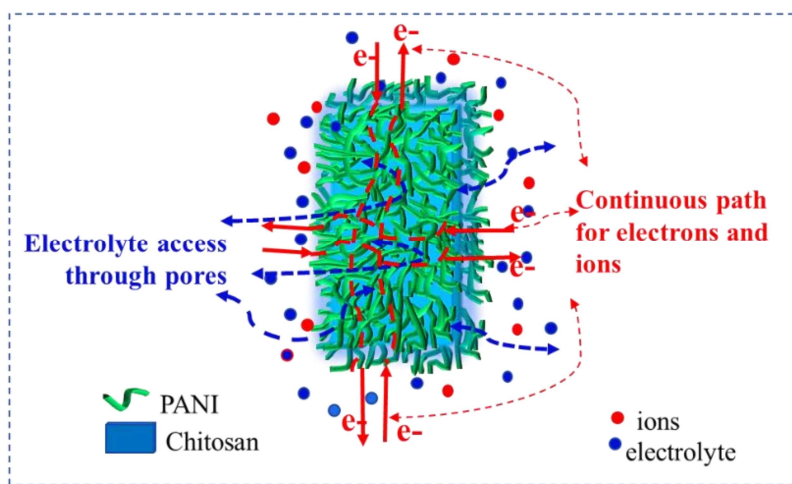 e-
e-
e-
Continuous path
for electrons and
ions
Electrolyte access
through pores
e-
e-
e-
PANI
Chitosan
ions
electrolyte